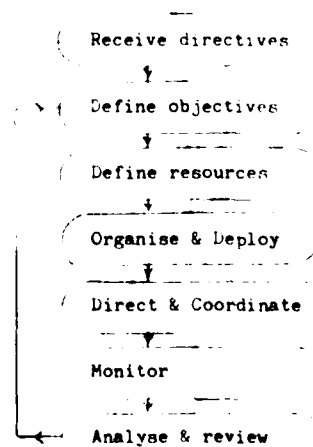 Receive directives
Define objectives
Define resources
Organise & Deploy
Direct & Coordinate
Monitor
Analyse & review